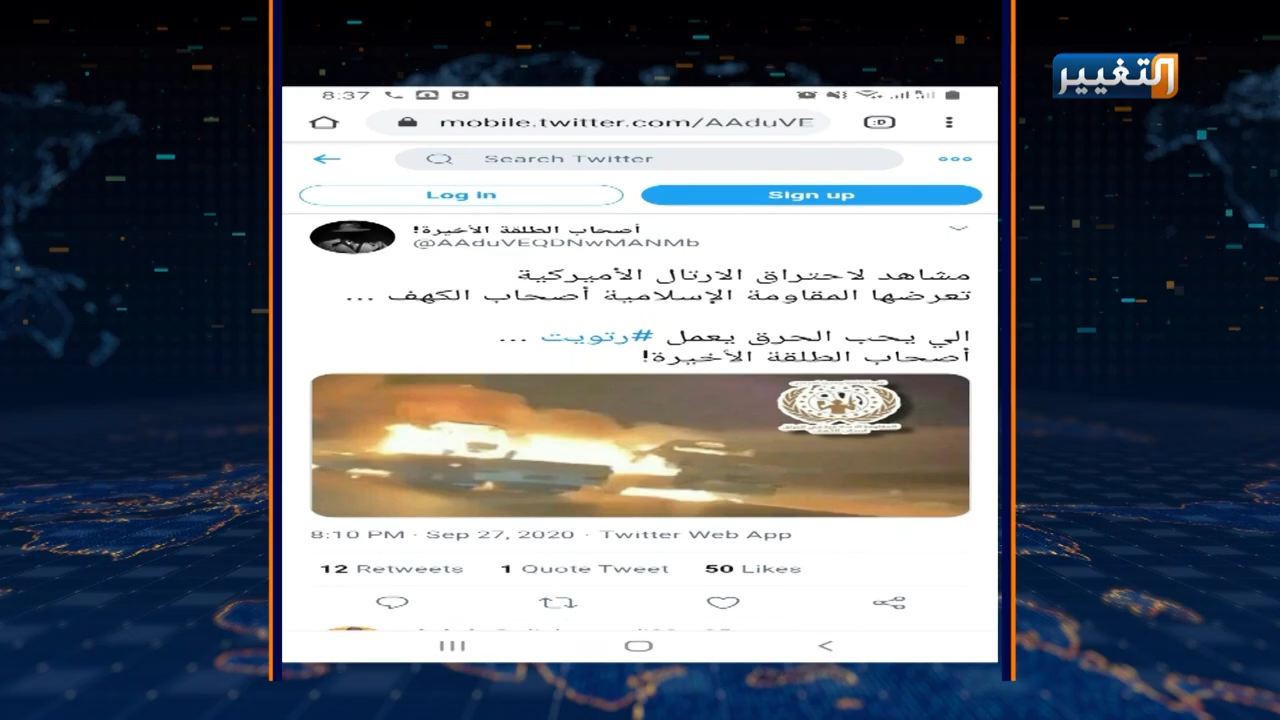 التغيير
8:37
mobile.twitter.com/AAduVE
:D
Search Twitter
Log in
Sign up
أصحاب الطلقة الأخيرة!
@AAduVEQDNwMANMb
مشاهد لاحتراق الارتال الأميركية
تعرضها المقاومة الإسلامية أصحاب الكهف ...
الي يحب الحرق يعمل #رتويت ...
أصحاب الطلقة الأخيرة!
8:10 PM · Sep 27, 2020 · Twitter Web App
12 Retweets 1 Quote Tweet 50 Likes